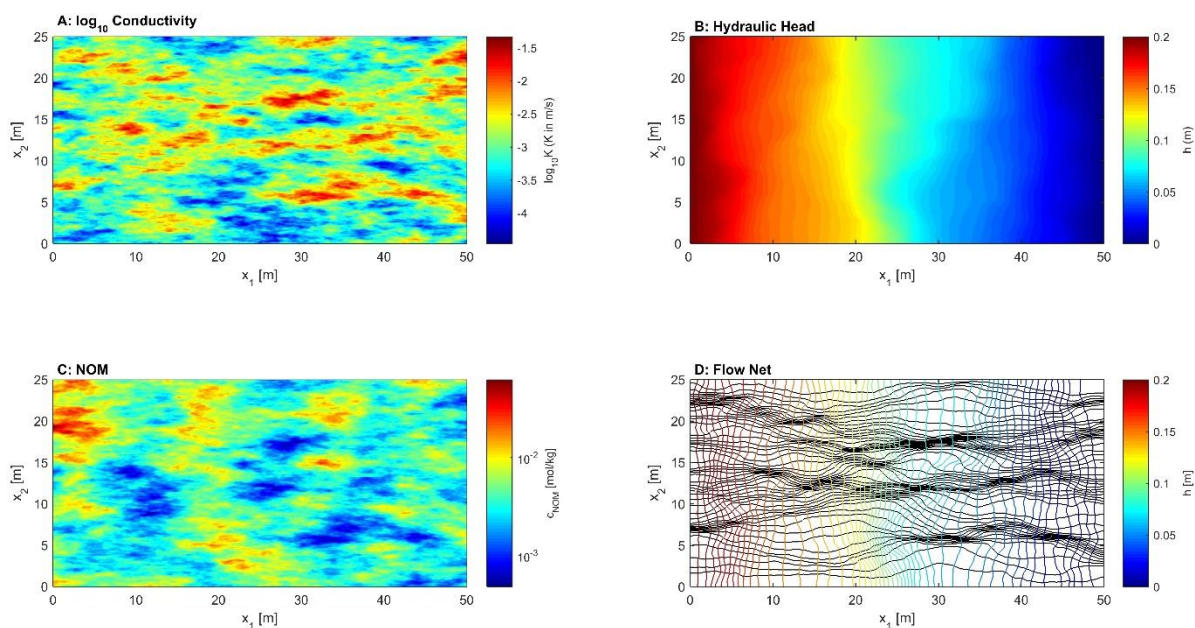 A: log₁₀ Conductivity
25
20
15
10
5
0
x₂ [m]
0 10 20 30 40 50
x₁ [m]
-1.5
-2
-2.5
-3
-3.5
-4
log₁₀K (K in m/s)
B: Hydraulic Head
25
20
15
10
5
0
x₂ [m]
0 10 20 30 40 50
x₁ [m]
0.2
0.15
0.1
0.05
0
h (m)
C: NOM
25
20
15
10
5
0
x₂ [m]
0 10 20 30 40 50
x₁ [m]
10⁻²
10⁻³
c_NOM [mol/kg]
D: Flow Net
25
20
15
10
5
0
x₂ [m]
0 10 20 30 40 50
x₁ [m]
0.2
0.15
0.1
0.05
0
h [m]